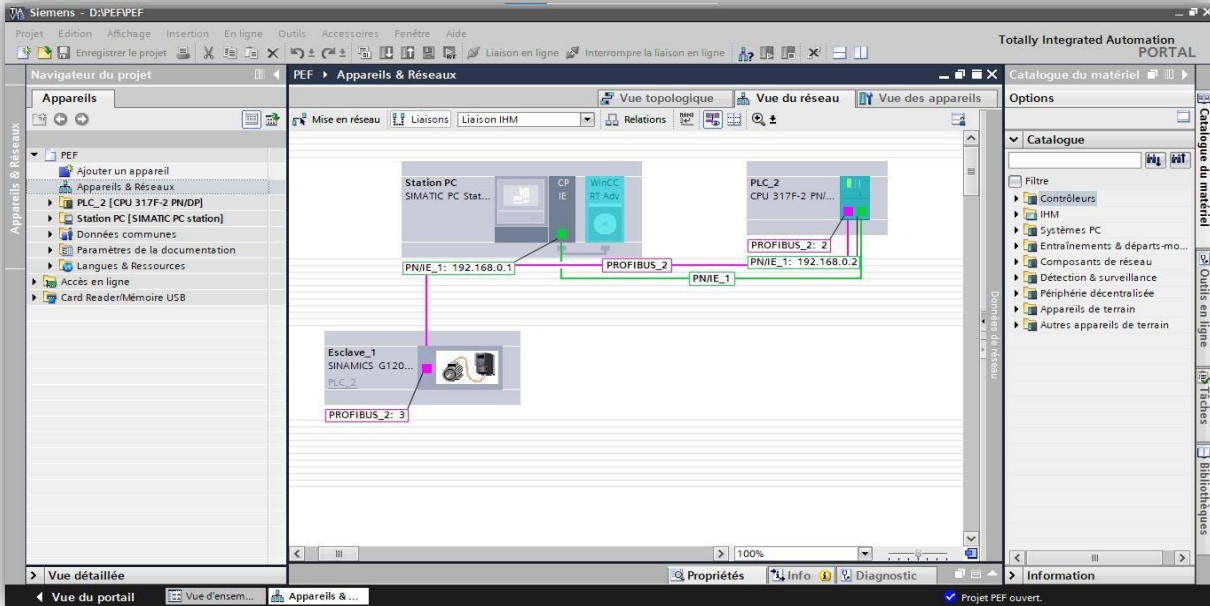 Siemens - D:\PEF\PEF
Projet Edition Affichage Insertion En ligne Outils Accessoires Fenêtre Aide
Enregistrer le projet
Liaison en ligne
Interrompre la liaison en ligne
Totally Integrated Automation
PORTAL
Navigateur du projet
Appareils
Appareils & Réseaux
PEF
Ajouter un appareil
Appareils & Réseaux
PLC_2 [CPU 317F-2 PN/DP]
Station PC [SIMATIC PC station]
Données communes
Paramètres de la documentation
Langues & Ressources
Accès en ligne
Card Reader/Mémoire USB
Vue détaillée
PEF ▸ Appareils & Réseaux
Vue topologique
Vue du réseau
Vue des appareils
Mise en réseau
Liaisons
Liaison IHM
Relations
Station PC
SIMATIC PC Stat...
CP
IE
WinCC
RT Adv
PLC_2
CPU 317F-2 PN/...
PROFIBUS_2: 2
PN/IE_1: 192.168.0.2
PN/IE_1: 192.168.0.1
PROFIBUS_2
PN/IE_1
Esclave_1
SINAMICS G120...
PLC_2
PROFIBUS_2: 3
Données de réseau
100%
Propriétés
Info
Diagnostic
Catalogue du matériel
Options
Catalogue
Filtre
Contrôleurs
IHM
Systèmes PC
Entraînements & départs-mo...
Composants de réseau
Détection & surveillance
Périphérie décentralisée
Appareils de terrain
Autres appareils de terrain
Information
Catalogue du matériel
Outils en ligne
Tâches
Bibliothèques
Vue du portail
Vue d'ensem...
Appareils & ...
Projet PEF ouvert.